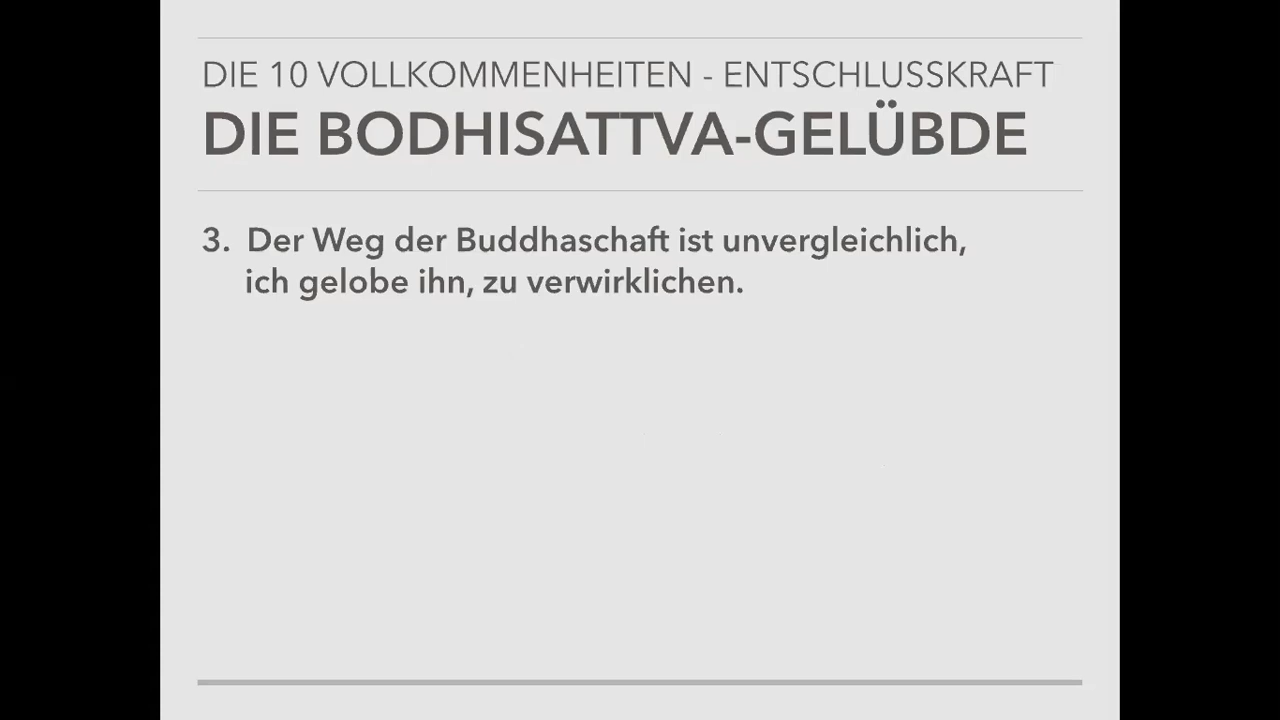 DIE 10 VOLLKOMMENHEITEN - ENTSCHLUSSKRAFT
DIE BODHISATTVA-GELÜBDE
3. Der Weg der Buddhaschaft ist unvergleichlich,
ich gelobe ihn, zu verwirklichen.